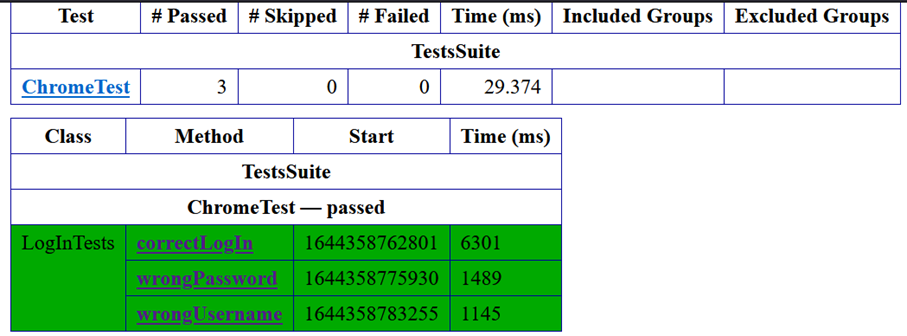 Test # Passed # Skipped # Failed Time (ms) Included Groups Excluded Groups
TestsSuite
ChromeTest 3 0 0 29.374
Class Method Start Time (ms)
TestsSuite
ChromeTest — passed
LogInTests correctLogIn 1644358762801 6301
wrongPassword 1644358775930 1489
wrongUsername 1644358783255 1145